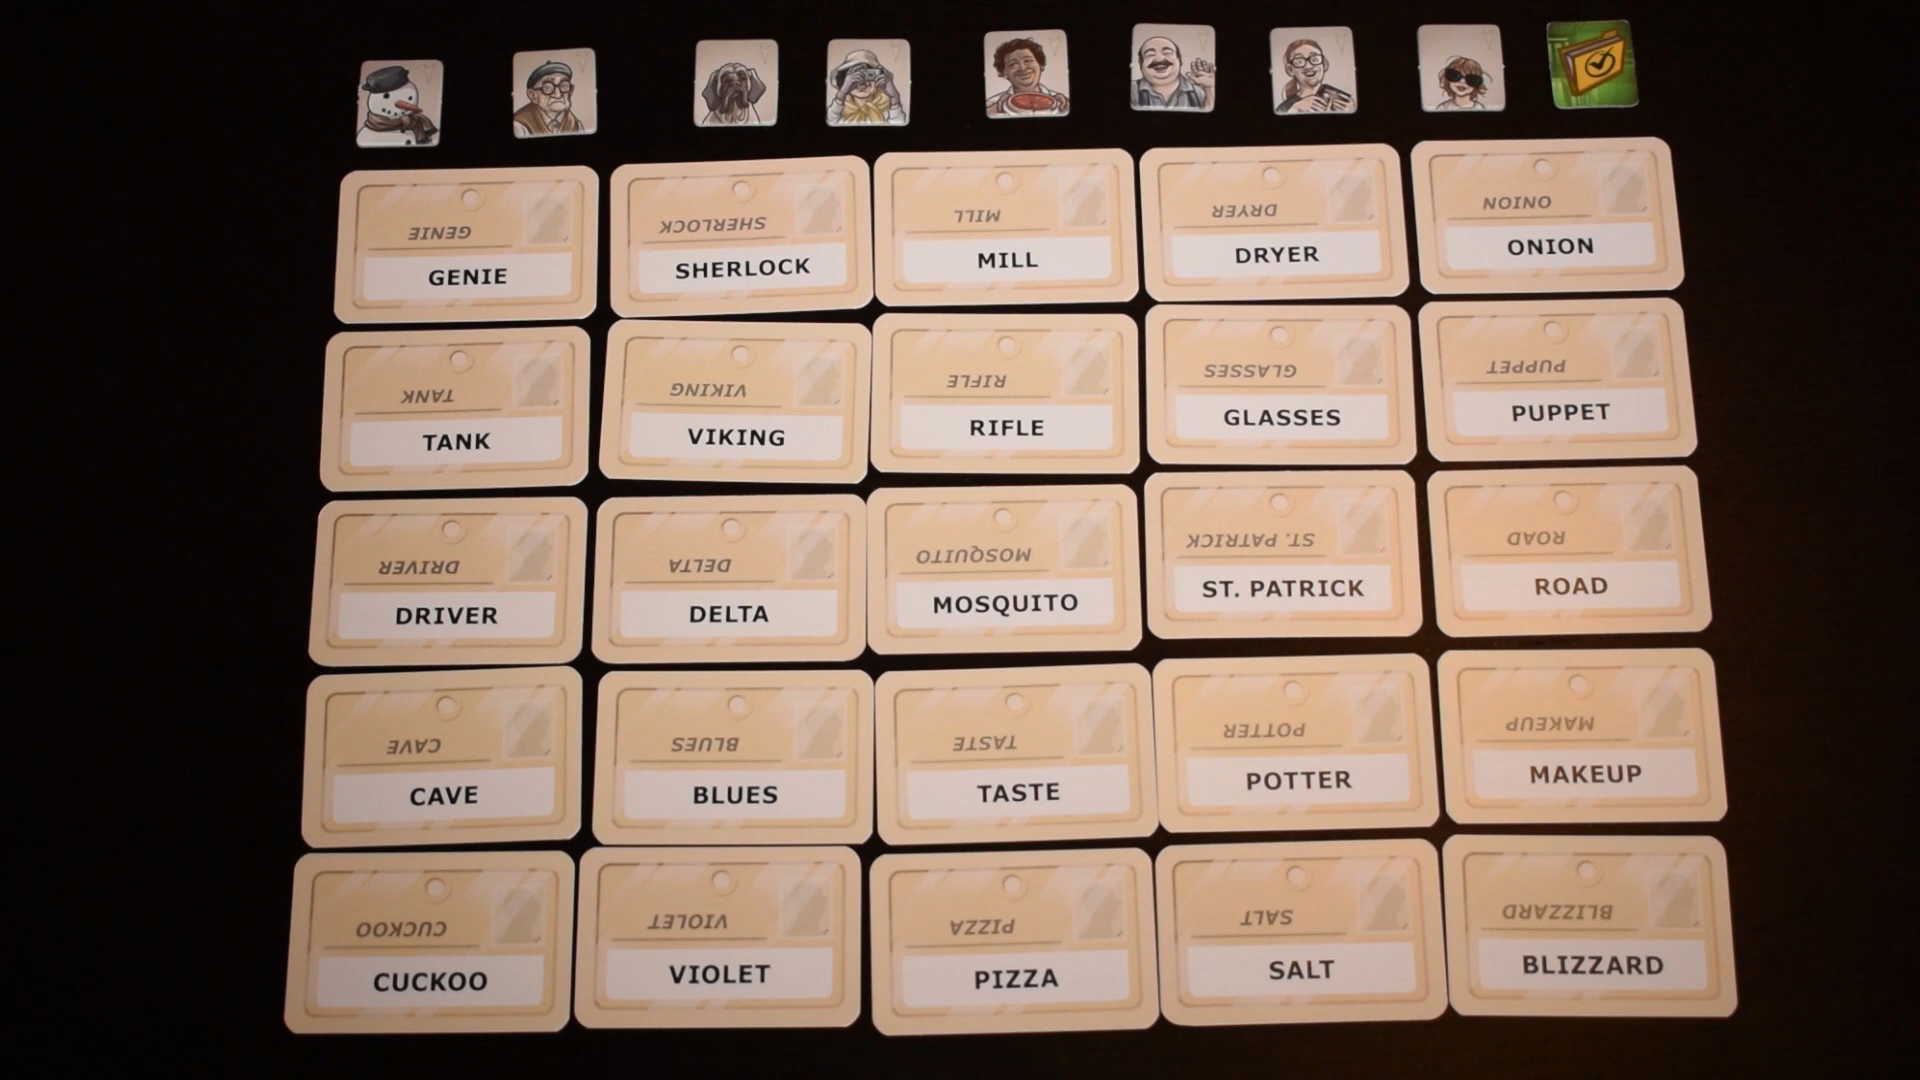 GENIE
GENIE
SHERLOCK
SHERLOCK
MILL
MILL
DRYER
DRYER
ONION
ONION
TANK
TANK
VIKING
VIKING
RIFLE
RIFLE
GLASSES
GLASSES
PUPPET
PUPPET
DRIVER
DRIVER
DELTA
DELTA
MOSQUITO
MOSQUITO
ST. PATRICK
ST. PATRICK
ROAD
ROAD
CAVE
CAVE
BLUES
BLUES
TASTE
TASTE
POTTER
POTTER
MAKEUP
MAKEUP
CUCKOO
CUCKOO
VIOLET
VIOLET
PIZZA
PIZZA
SALT
SALT
BLIZZARD
BLIZZARD